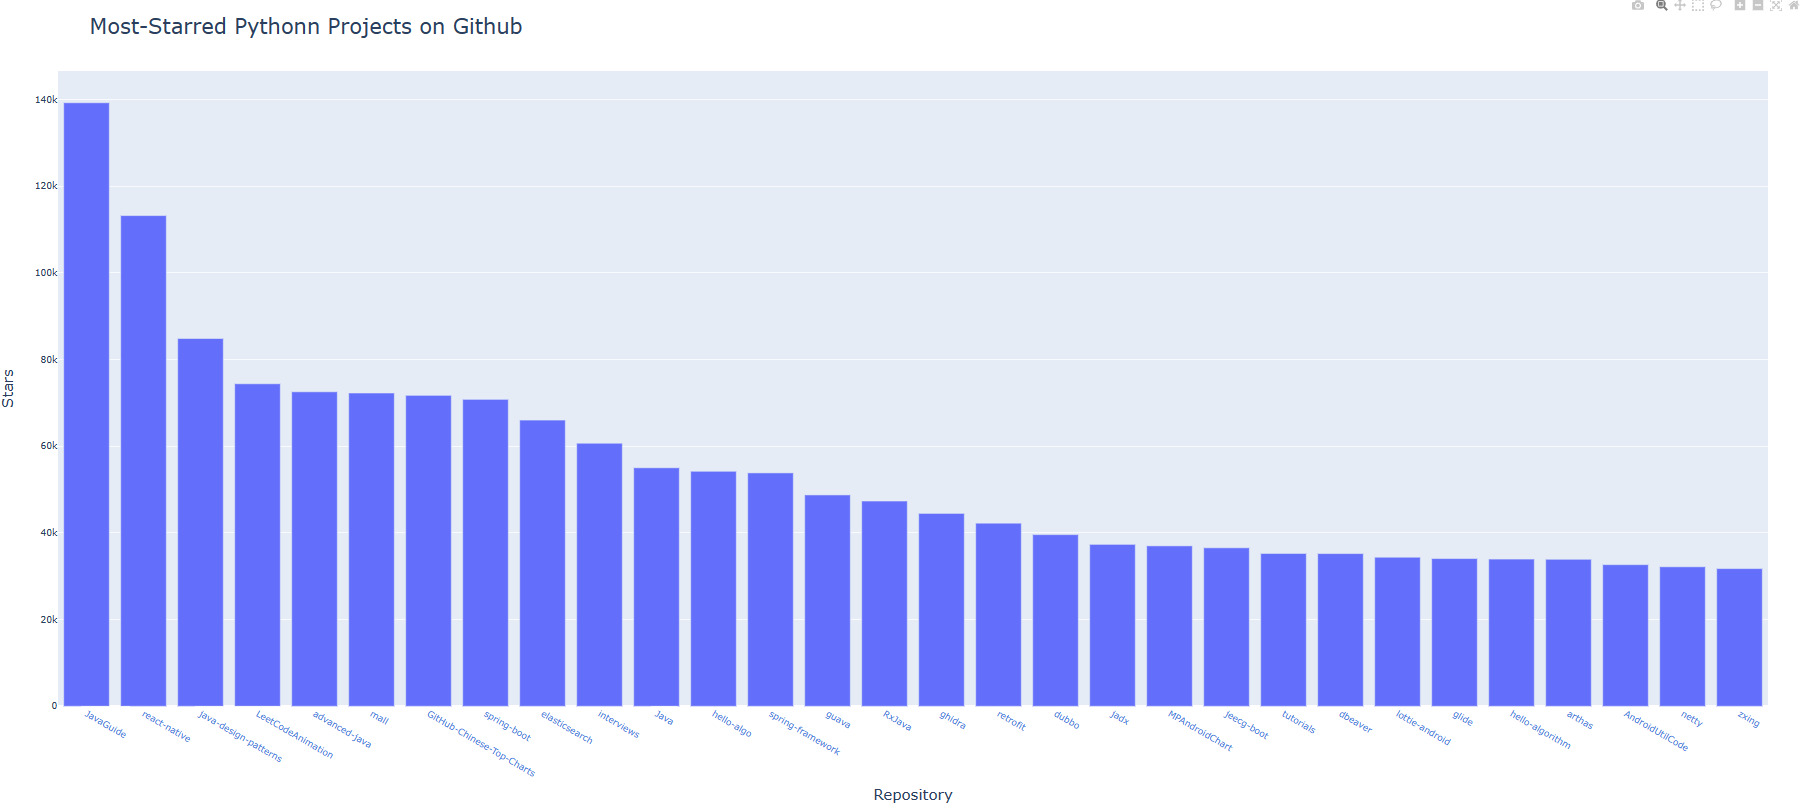 Most-Starred Pythonn Projects on Github
140k
120k
100k
80k
60k
40k
20k
0
Stars
JavaGuide
react-native
java-design-patterns
LeetCodeAnimation
advanced-java
mall
GitHub-Chinese-Top-Charts
spring-boot
elasticsearch
interviews
Java
hello-algo
spring-framework
guava
RxJava
ghidra
retrofit
dubbo
jadx
MPAndroidChart
jeecg-boot
tutorials
dbeaver
lottie-android
glide
hello-algorithm
arthas
AndroidUtilCode
netty
zxing
Repository